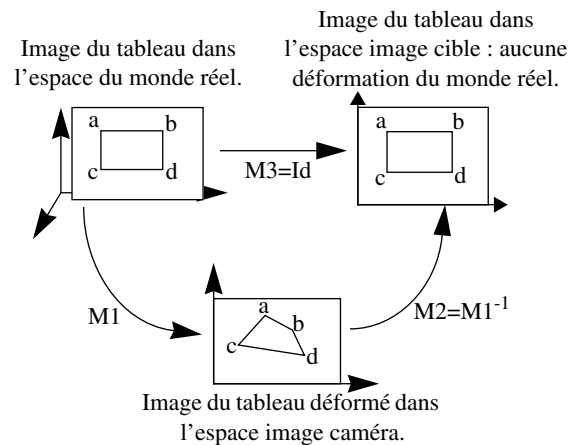 Image du tableau dans
l'espace du monde réel.
Image du tableau dans
l'espace image cible : aucune
déformation du monde réel.
a b
c d
M3=Id
a b
c d
M1
a
b
c
d
M2=M1⁻¹
Image du tableau déformé dans
l'espace image caméra.